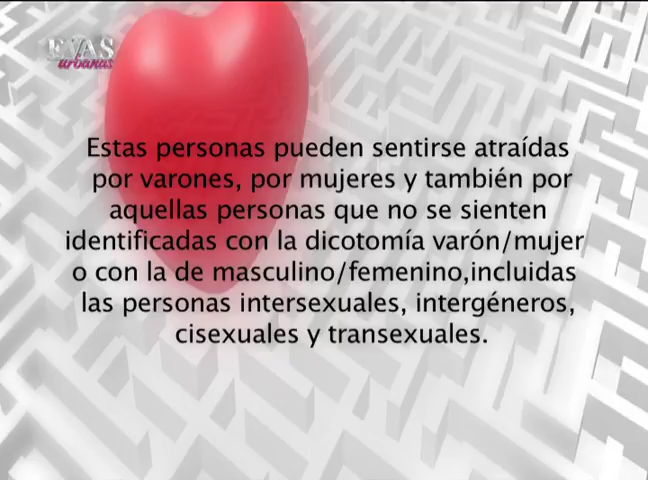 EVAS
urbanas
Estas personas pueden sentirse atraídas
por varones, por mujeres y también por
aquellas personas que no se sienten
identificadas con la dicotomía varón/mujer
o con la de masculino/femenino,incluidas
las personas intersexuales, intergéneros,
cisexuales y transexuales.